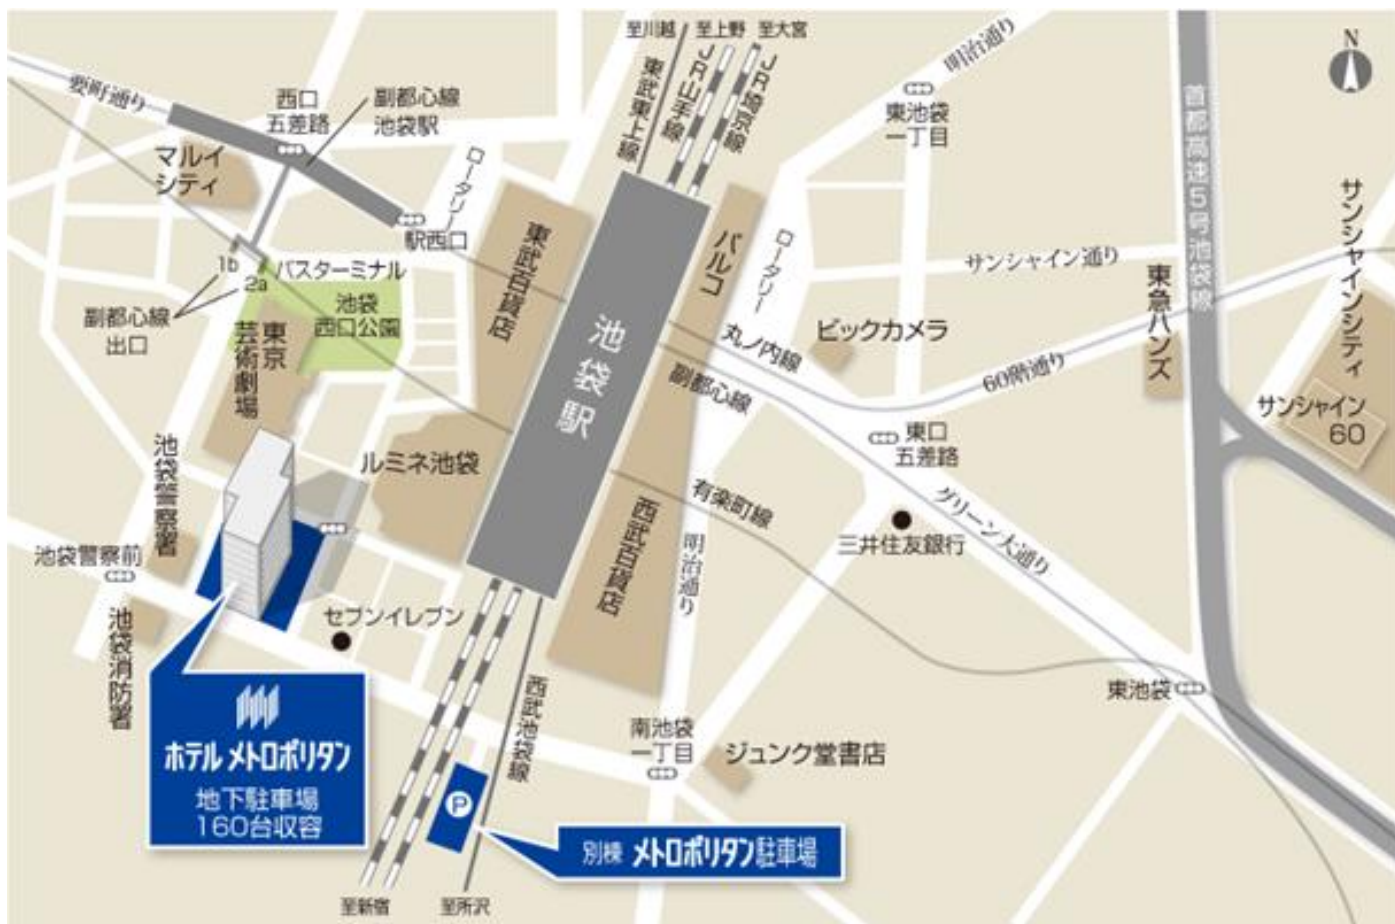 至川越
至上野
至大宮
N
要町通り
西口
五差路
副都心線
池袋駅
東武東上線
JR山手線
JR埼京線
明治通り
東池袋
一丁目
首都高速5号池袋線
マルイ
シティ
ロータリー
駅西口
東武百貨店
パルコ
ロータリー
サンシャイン通り
東急ハンズ
サンシャインシティ
1b
2a
バスターミナル
池袋
西口公園
副都心線
出口
東京
芸術劇場
池袋駅
丸ノ内線
副都心線
ビックカメラ
60階通り
サンシャイン
60
東口
五差路
池袋警察署
ルミネ池袋
有楽町線
西武百貨店
明治通り
グリーン大通り
三井住友銀行
池袋警察前
池袋消防署
セブンイレブン
東池袋
西武池袋線
南池袋
一丁目
ジュンク堂書店
ホテル メトロポリタン
地下駐車場
160台収容
P
別棟 メトロポリタン駐車場
至新宿
至所沢